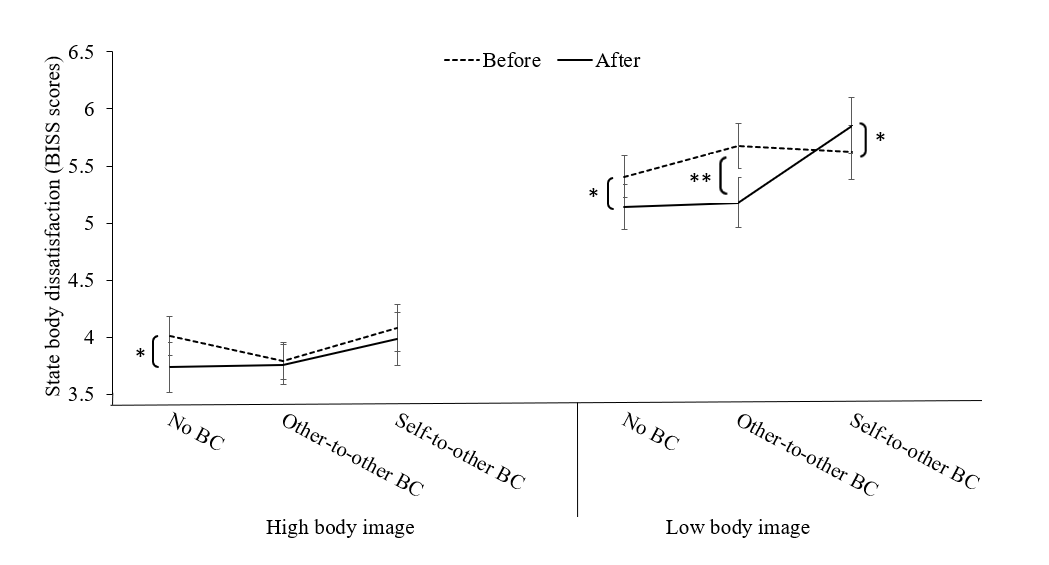 State body dissatisfaction (BISS scores)
6.5
6
5.5
5
4.5
4
3.5
Before
After
*
*
**
*
No BC
Other-to-other BC
Self-to-other BC
No BC
Other-to-other BC
Self-to-other BC
High body image
Low body image